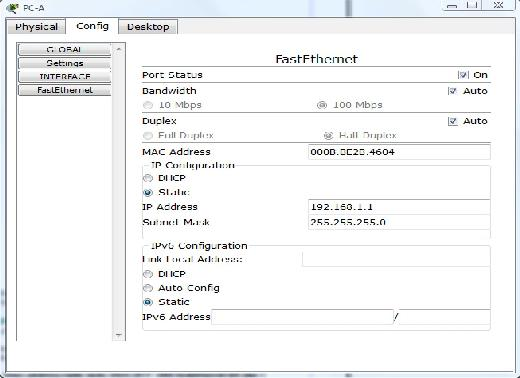 PC-A
Physical Config Desktop
GLOBAL
Settings
INTERFACE
FastEthernet
FastEthernet
Port Status On
Bandwidth Auto
10 Mbps 100 Mbps
Duplex Auto
Full Duplex Half Duplex
MAC Address 000B.BE2B.4604
IP Configuration
DHCP
Static
IP Address 192.168.1.1
Subnet Mask 255.255.255.0
IPv6 Configuration
Link Local Address:
DHCP
Auto Config
Static
IPv6 Address /